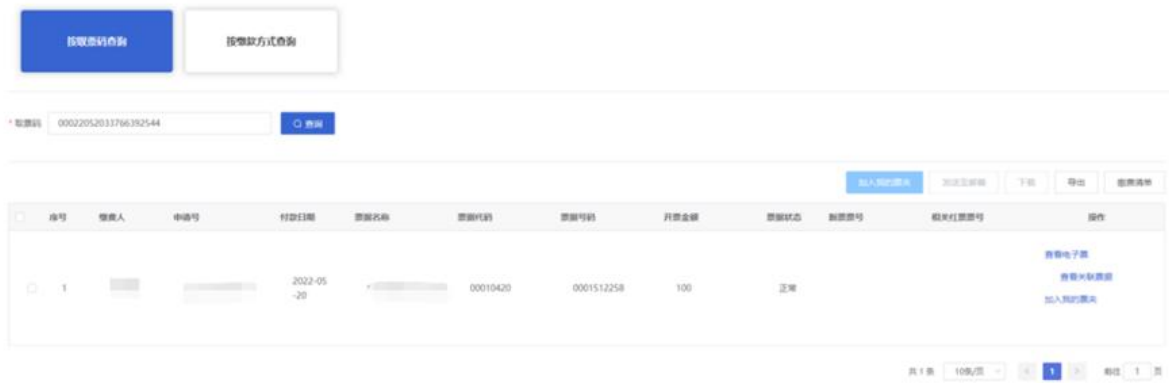 按取票码查询 按缴款方式查询
* 取票码 00022052033766392544 查询
加入我的票夹 发送至邮箱 下载 导出 缴费清单
序号 缴费人 申请号 付款日期 票据名称 票据代码 票据号码 开票金额 票据状态 新票票号 相关红票票号 操作
查看电子票
1 2022-05-20 00010420 0001512258 100 正常 查看关联票据
加入我的票夹
共 1 条 10条/页 < 1 > 前往 1 页